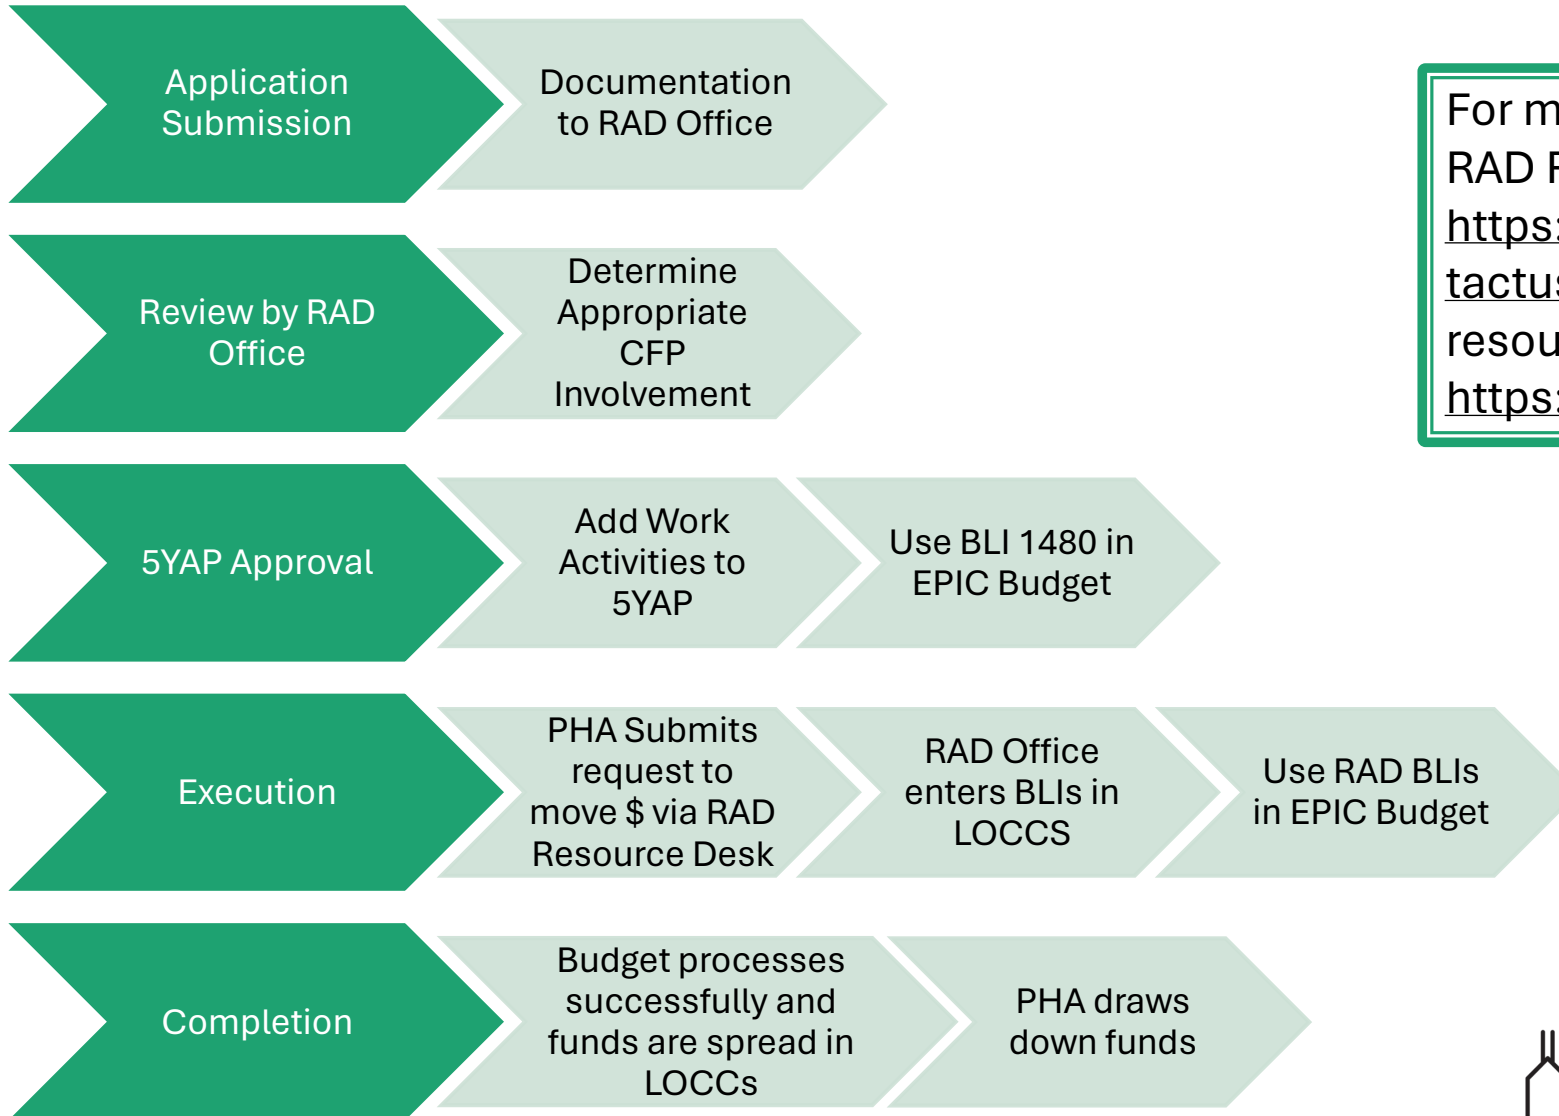 Application
Submission
Documentation
to RAD Office
Review by RAD
Office
Determine
Appropriate
CFP
Involvement
5YAP Approval
Add Work
Activities to
5YAP
Use BLI 1480 in
EPIC Budget
Execution
PHA Submits
request to
move $ via RAD
Resource Desk
RAD Office
enters BLIs in
LOCCS
Use RAD BLIs
in EPIC Budget
Completion
Budget processes
successfully and
funds are spread in
LOCCs
PHA draws
down funds
For
RAD
https: